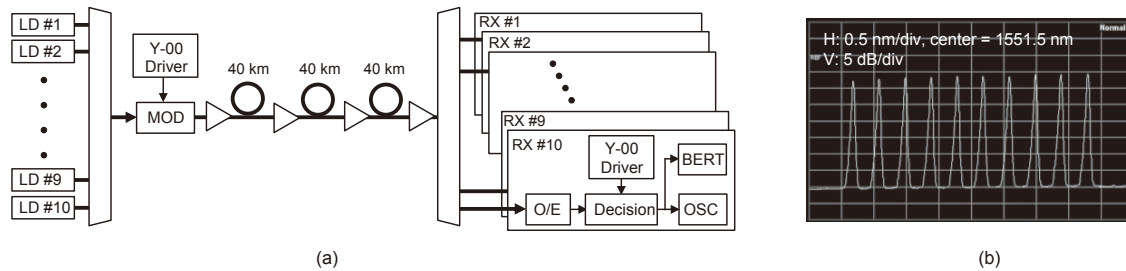 LD #1
LD #2
LD #9
LD #10
Y-00
Driver
MOD
40 km
40 km
40 km
RX #1
RX #2
RX #9
RX #10
Y-00
Driver
O/E
Decision
BERT
OSC
(a)
Normal
H: 0.5 nm/div, center = 1551.5 nm
V: 5 dB/div
REF
(b)